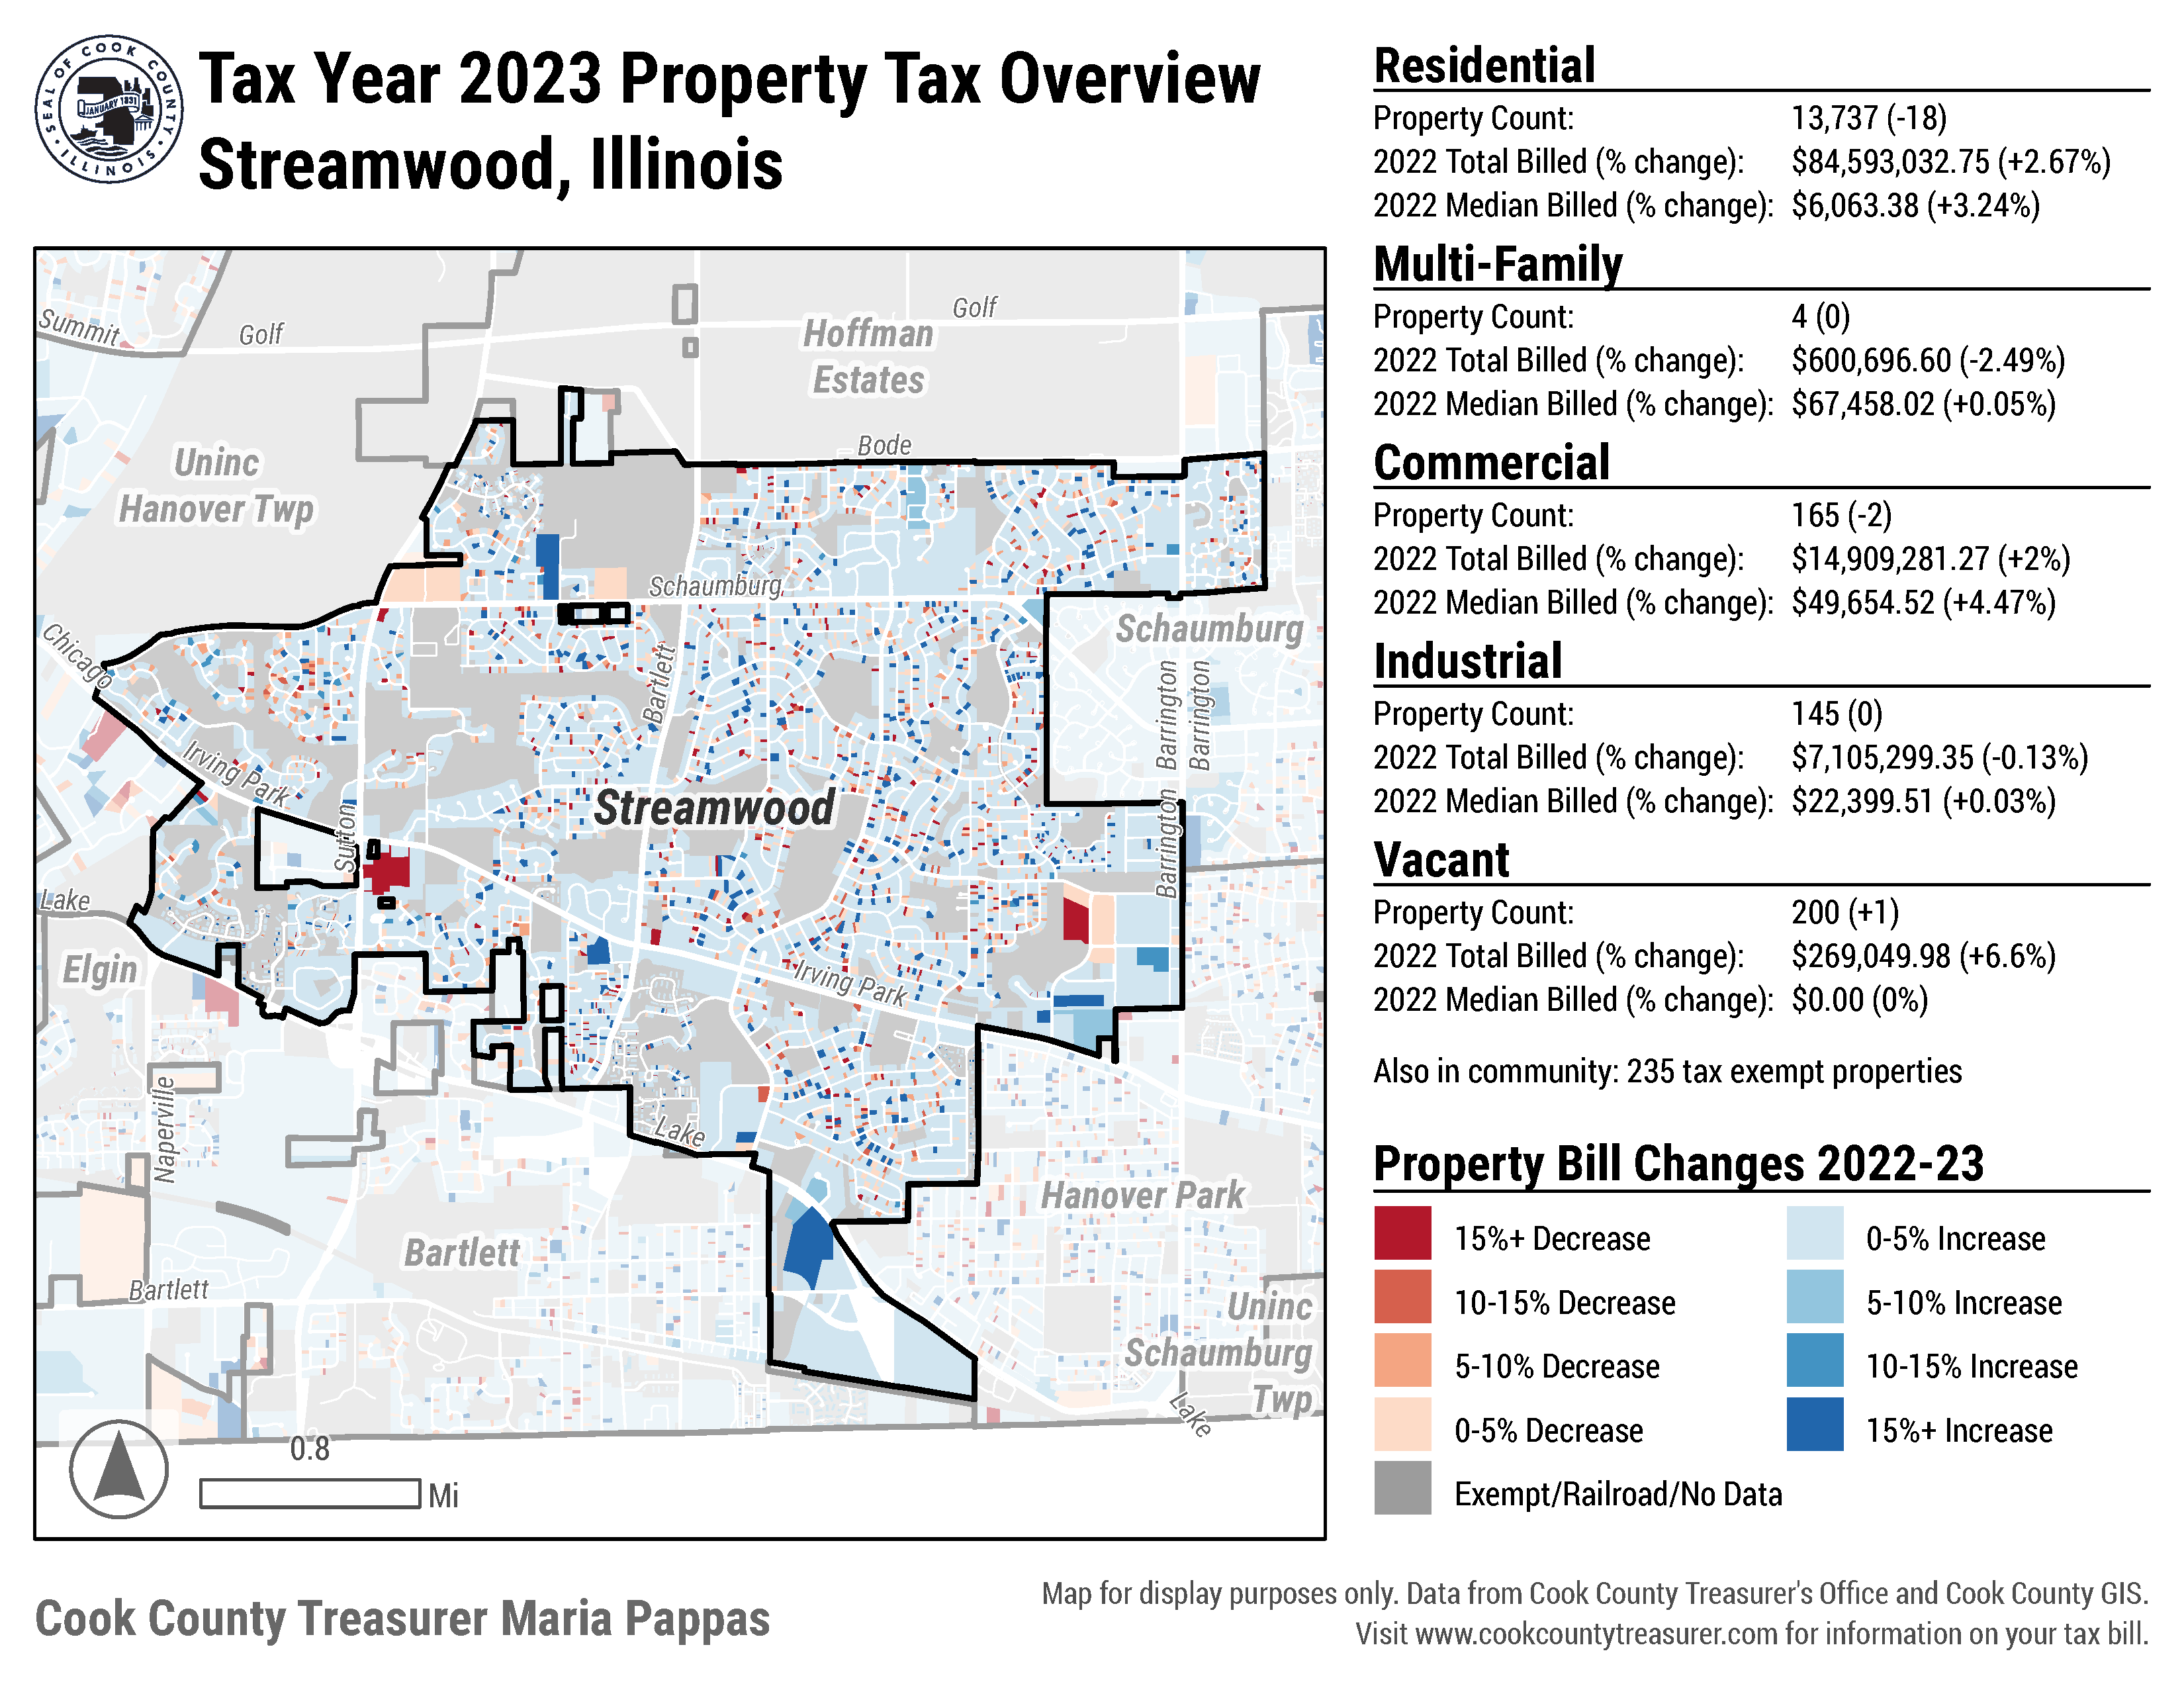 SEAL OF COOK COUNTY ILLINOIS
JANUARY 1831
Tax Year 2023 Property Tax Overview
Streamwood, Illinois
Summit
Golf
Golf
Hoffman
Estates
Bode
Uninc
Hanover Twp
Schaumburg
Schaumburg
Chicago
Bartlett
Barrington
Barrington
Irving Park
Streamwood
Sutton
Barrington
Lake
Elgin
Irving Park
Naperville
Lake
Hanover Park
Bartlett
Bartlett
Uninc
Schaumburg
Twp
Lake
0.8
Mi
Residential
Property Count: 13,737 (-18)
2022 Total Billed (% change): $84,593,032.75 (+2.67%)
2022 Median Billed (% change): $6,063.38 (+3.24%)
Multi-Family
Property Count: 4 (0)
2022 Total Billed (% change): $600,696.60 (-2.49%)
2022 Median Billed (% change): $67,458.02 (+0.05%)
Commercial
Property Count: 165 (-2)
2022 Total Billed (% change): $14,909,281.27 (+2%)
2022 Median Billed (% change): $49,654.52 (+4.47%)
Industrial
Property Count: 145 (0)
2022 Total Billed (% change): $7,105,299.35 (-0.13%)
2022 Median Billed (% change): $22,399.51 (+0.03%)
Vacant
Property Count: 200 (+1)
2022 Total Billed (% change): $269,049.98 (+6.6%)
2022 Median Billed (% change): $0.00 (0%)
Also in community: 235 tax exempt properties
Property Bill Changes 2022-23
15%+ Decrease
10-15% Decrease
5-10% Decrease
0-5% Decrease
Exempt/Railroad/No Data
0-5% Increase
5-10% Increase
10-15% Increase
15%+ Increase
Cook County Treasurer Maria Pappas
Map for display purposes only. Data from Cook County Treasurer's Office and Cook County GIS.
Visit www.cookcountytreasurer.com for information on your tax bill.